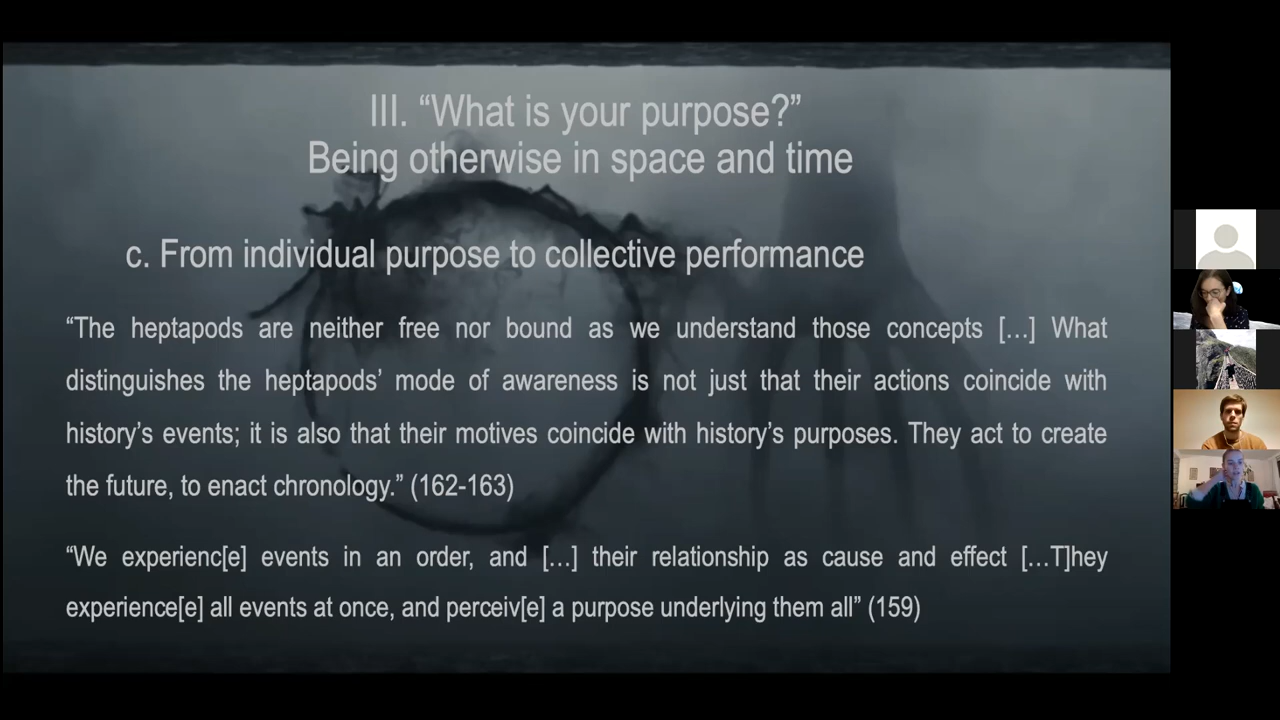 III. “What is your purpose?”
Being otherwise in space and time
c. From individual purpose to collective performance
“The heptapods are neither free nor bound as we understand those concepts […] What
distinguishes the heptapods’ mode of awareness is not just that their actions coincide with
history’s events; it is also that their motives coincide with history’s purposes. They act to create
the future, to enact chronology.” (162-163)
“We experienc[e] events in an order, and […] their relationship as cause and effect […T]hey
experience[e] all events at once, and perceiv[e] a purpose underlying them all” (159)